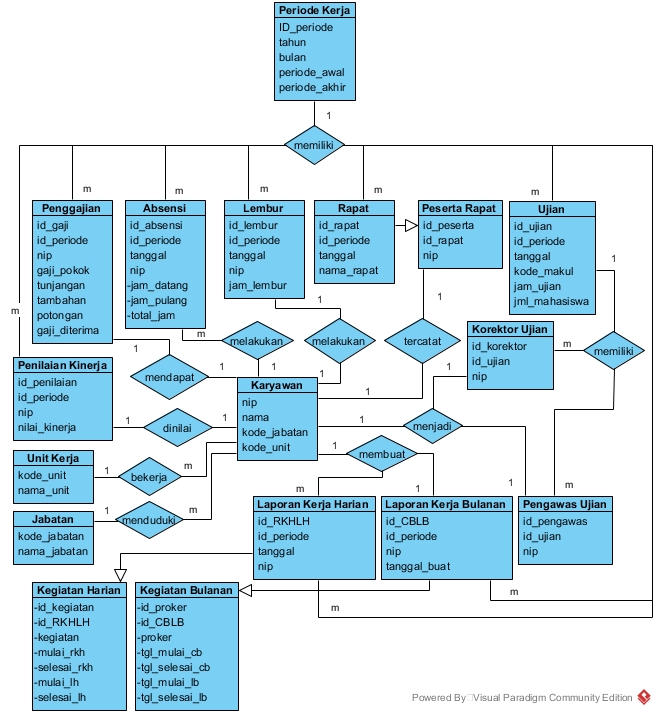 Periode Kerja
ID_periode
tahun
bulan
periode_awal
periode_akhir
1
memiliki
m
m
m
m
m
Penggajian
id_gaji
id_periode
nip
gaji_pokok
tunjangan
tambahan
potongan
gaji_diterima
Absensi
id_absensi
id_periode
tanggal
nip
-jam_datang
-jam_pulang
-total_jam
Lembur
id_lembur
id_periode
tanggal
nip
jam_lembur
Rapat
id_rapat
id_periode
tanggal
nama_rapat
Peserta Rapat
id_peserta
id_rapat
nip
Ujian
id_ujian
id_periode
tanggal
kode_makul
jam_ujian
jml_mahasiswa
1
1
1
m
m
1
melakukan
melakukan
tercatat
Korektor Ujian
id_korektor
id_ujian
nip
m
memiliki
Penilaian Kinerja
id_penilaian
id_periode
nip
nilai_kinerja
mendapat
1
1
1
1
1
m
Karyawan
nip
nama
kode_jabatan
kode_unit
1
dinilai
1
1
menjadi
Unit Kerja
kode_unit
nama_unit
1
bekerja
m
1
membuat
m
1
1
Jabatan
kode_jabatan
nama_jabatan
1
menduduki
m
Laporan Kerja Harian
id_RKHLH
id_periode
tanggal
nip
Laporan Kerja Bulanan
id_CBLB
id_periode
nip
tanggal_buat
Pengawas Ujian
id_pengawas
id_ujian
nip
m
m
Kegiatan Harian
-id_kegiatan
-id_RKHLH
-kegiatan
-mulai_rkh
-selesai_rkh
-mulai_lh
-selesai_lh
Kegiatan Bulanan
-id_proker
-id_CBLB
-proker
-tgl_mulai_cb
-tgl_selesai_cb
-tgl_mulai_lb
-tgl_selesai_lb
Powered By Visual Paradigm Community Edition